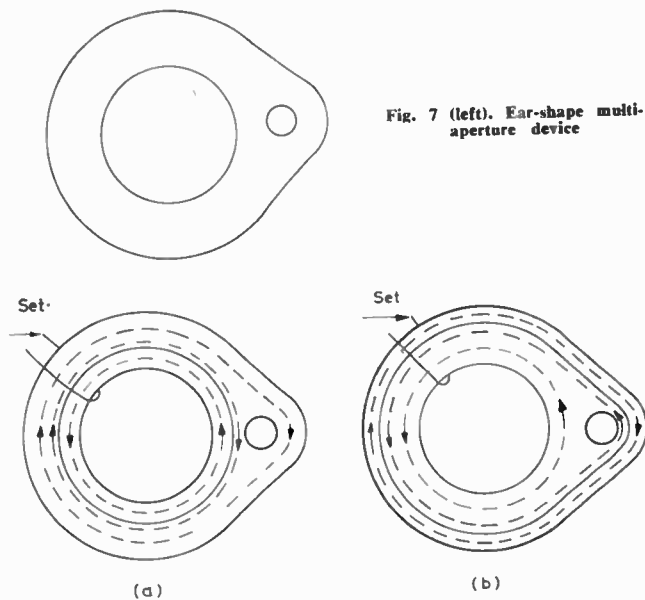 Fig. 7 (left). Ear-shape multi-
aperture device
Set·
Set
(a)
(b)